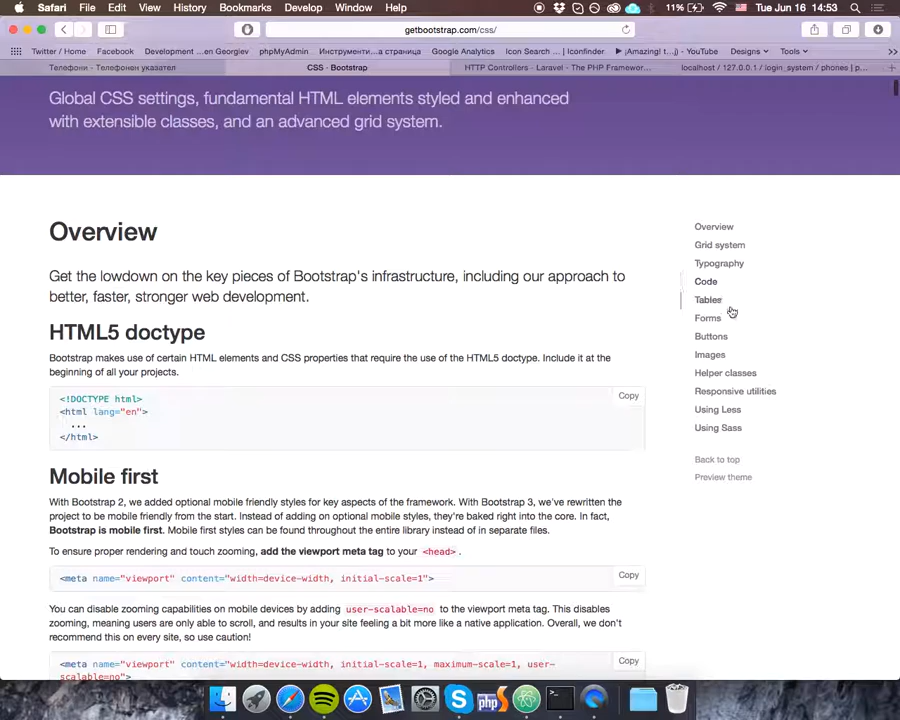 Safari File Edit View History Bookmarks Develop Window Help 11% Tue Jun 16 14:53
getbootstrap.com/css/
Twitter / Home Facebook Development ...en Georgiev phpMyAdmin Инструменти...а страница Google Analytics Icon Search ... | Iconfinder ▶ ¡Amazing! t...j) - YouTube Designs Tools >>
Телефони - Телефонен указател CSS · Bootstrap HTTP Controllers - Laravel - The PHP Framewor... localhost / 127.0.0.1 / login_system / phones | p... +
Global CSS settings, fundamental HTML elements styled and enhanced
with extensible classes, and an advanced grid system.
Overview
Get the lowdown on the key pieces of Bootstrap's infrastructure, including our approach to
better, faster, stronger web development.
HTML5 doctype
Bootstrap makes use of certain HTML elements and CSS properties that require the use of the HTML5 doctype. Include it at the
beginning of all your projects.
Copy
<!DOCTYPE html>
<html lang="en">
...
</html>
Mobile first
With Bootstrap 2, we added optional mobile friendly styles for key aspects of the framework. With Bootstrap 3, we've rewritten the
project to be mobile friendly from the start. Instead of adding on optional mobile styles, they're baked right into the core. In fact,
Bootstrap is mobile first. Mobile first styles can be found throughout the entire library instead of in separate files.
To ensure proper rendering and touch zooming, add the viewport meta tag to your <head> .
<meta name="viewport" content="width=device-width, initial-scale=1"> Copy
You can disable zooming capabilities on mobile devices by adding user-scalable=no to the viewport meta tag. This disables
zooming, meaning users are only able to scroll, and results in your site feeling a bit more like a native application. Overall, we don't
recommend this on every site, so use caution!
<meta name="viewport" content="width=device-width, initial-scale=1, maximum-scale=1, user- Copy
scalable=no">
Overview
Grid system
Typography
Code
Tables
Forms
Buttons
Images
Helper classes
Responsive utilities
Using Less
Using Sass
Back to top
Preview theme
php